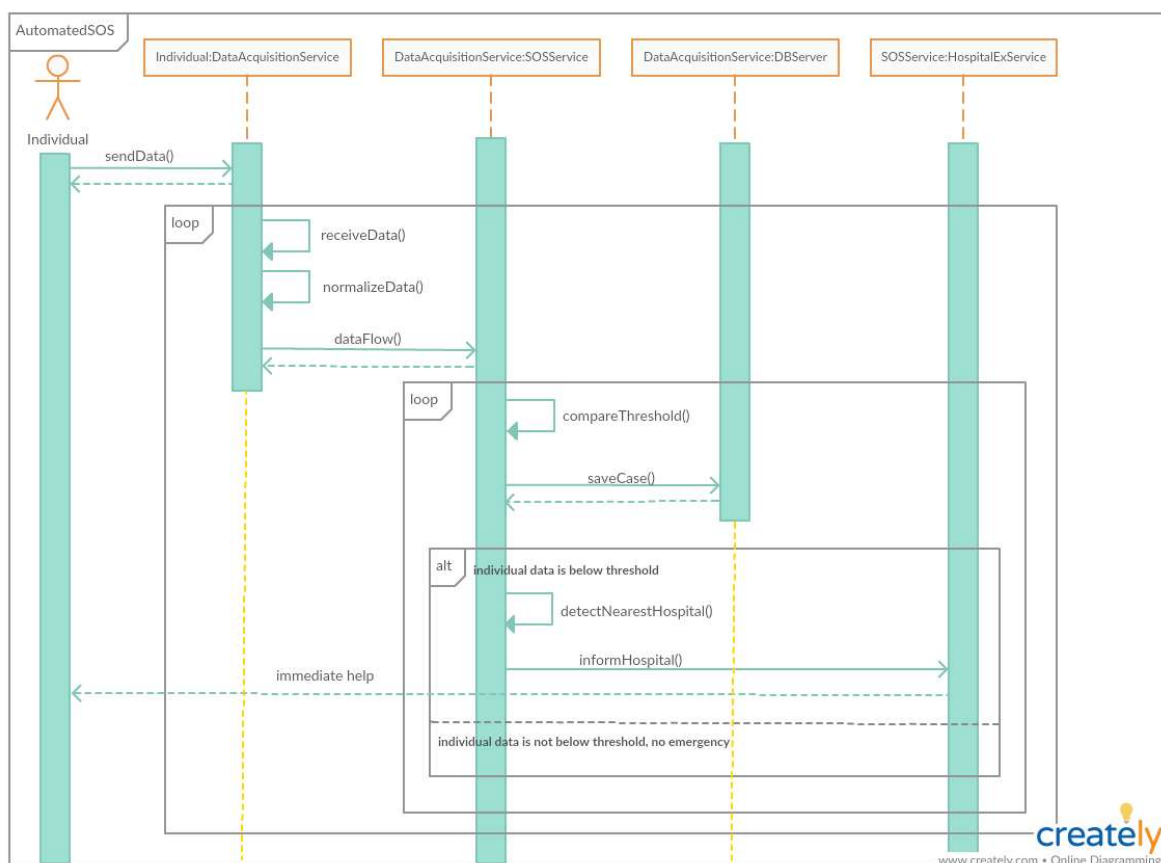 AutomatedSOS
Individual:DataAcquisitionService
DataAcquisitionService:SOSService
DataAcquisitionService:DBServer
SOSService:HospitalExService
Individual
sendData()
loop
receiveData()
normalizeData()
dataFlow()
loop
compareThreshold()
saveCase()
alt
individual data is below threshold
detectNearestHospital()
informHospital()
immediate help
individual data is not below threshold, no emergency
creately
www.creately.com • Online Diagramming